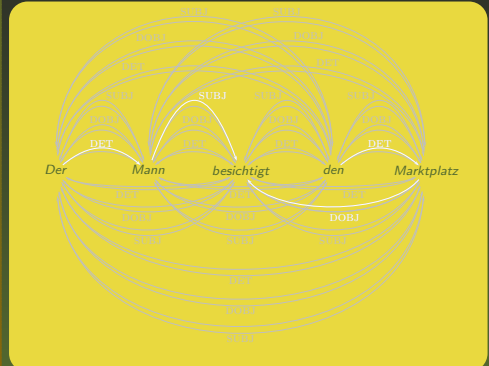 SUBJ SUBJ
DOBJ DOBJ
DET DET
SUBJ SUBJ SUBJ SUBJ
DOBJ DOBJ DOBJ DOBJ
DET DET DET DET
Der Mann besichtigt den Marktplatz
DET DET DET
DOBJ DOBJ DOBJ
SUBJ SUBJ SUBJ
DET
DOBJ
SUBJ